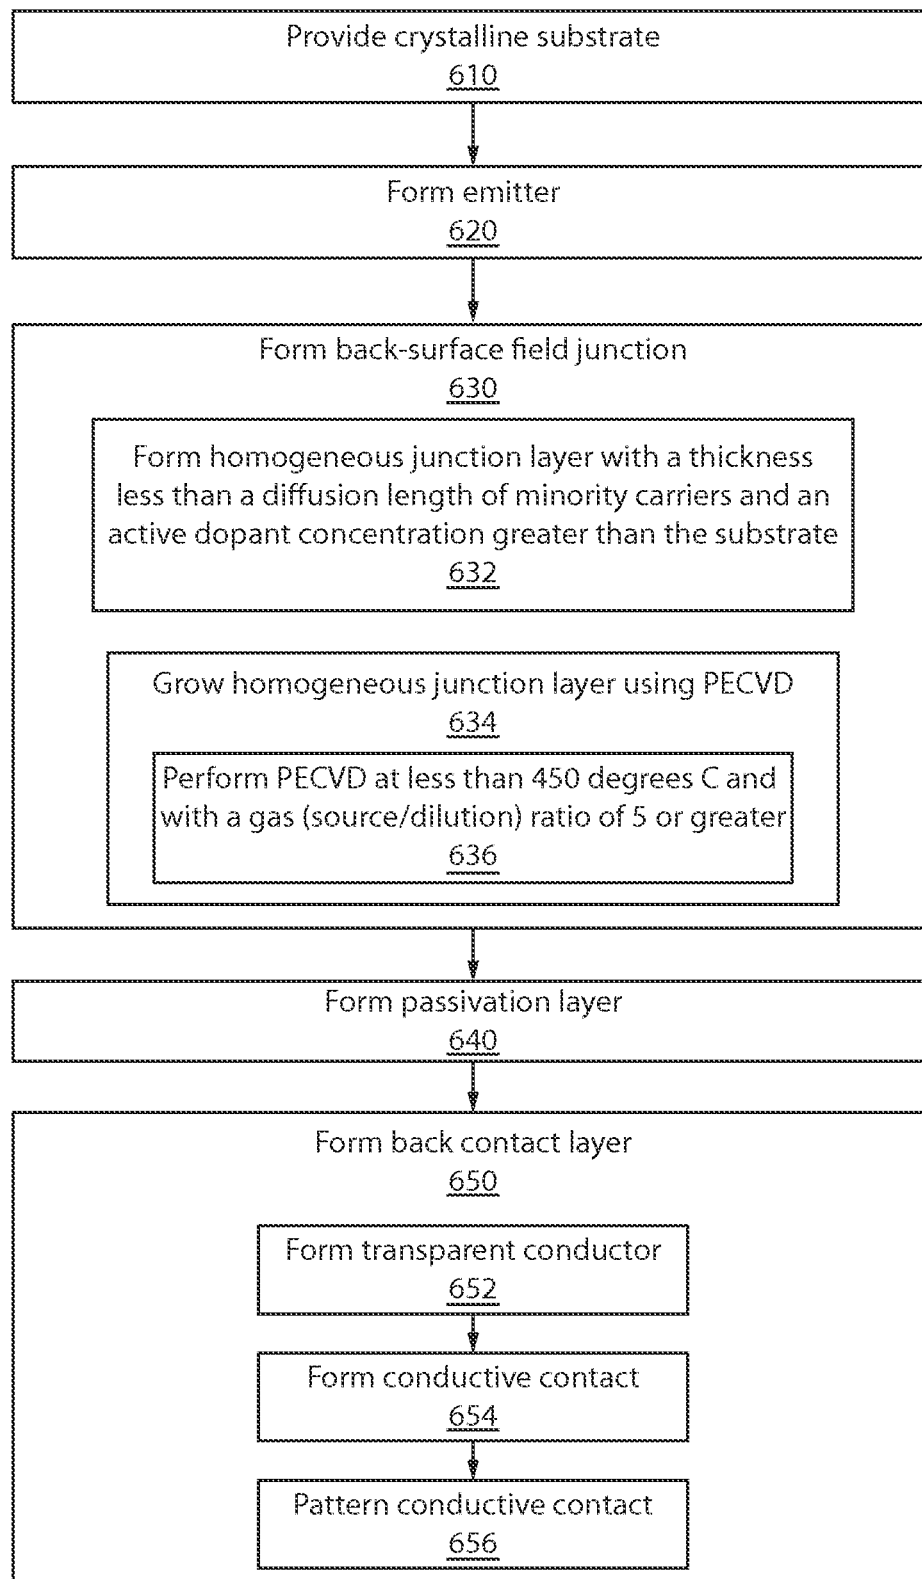 Provide crystalline substrate
610
Form emitter
620
Form back-surface field junction
630
Form homogeneous junction layer with a thickness
less than a diffusion length of minority carriers and an
active dopant concentration greater than the substrate
632
Grow homogeneous junction layer using PECVD
634
Perform PECVD at less than 450 degrees C and
with a gas (source/dilution) ratio of 5 or greater
636
Form passivation layer
640
Form back contact layer
650
Form transparent conductor
652
Form conductive contact
654
Pattern conductive contact
656